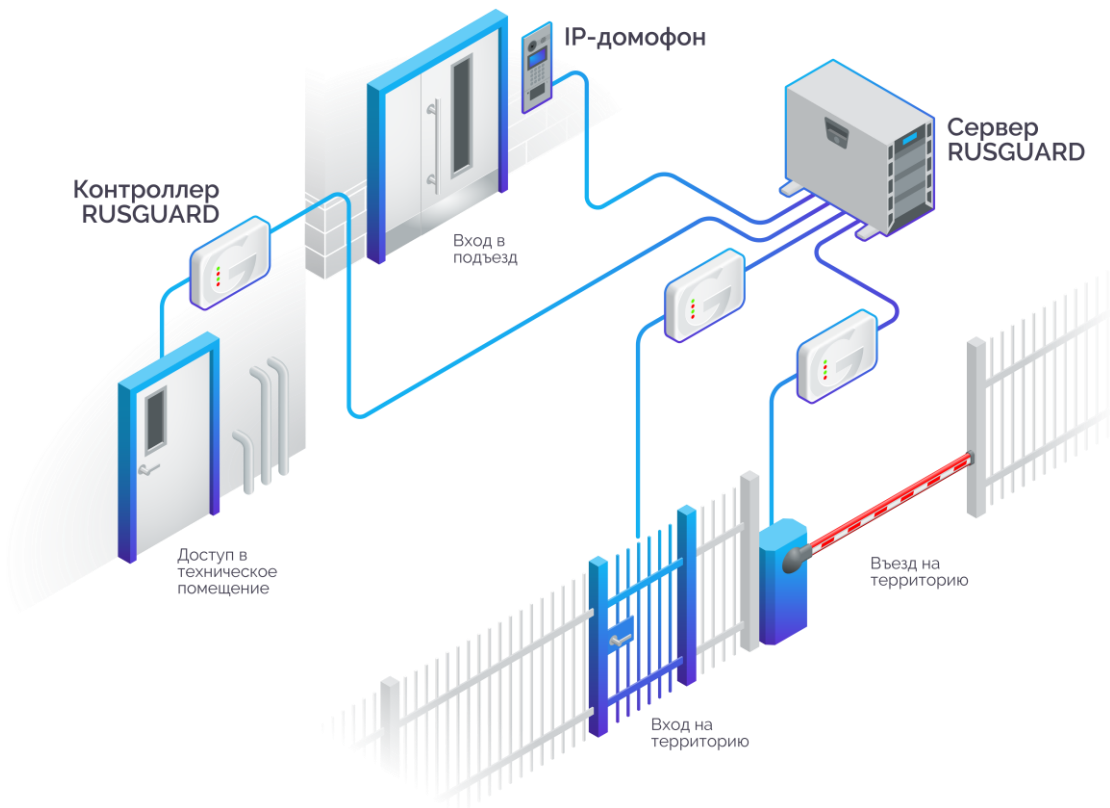 IP-домофон
Сервер
RUSGUARD
Контроллер
RUSGUARD
Вход в
подъезд
Доступ в
техническое
помещение
Въезд на
территорию
Вход на
территорию